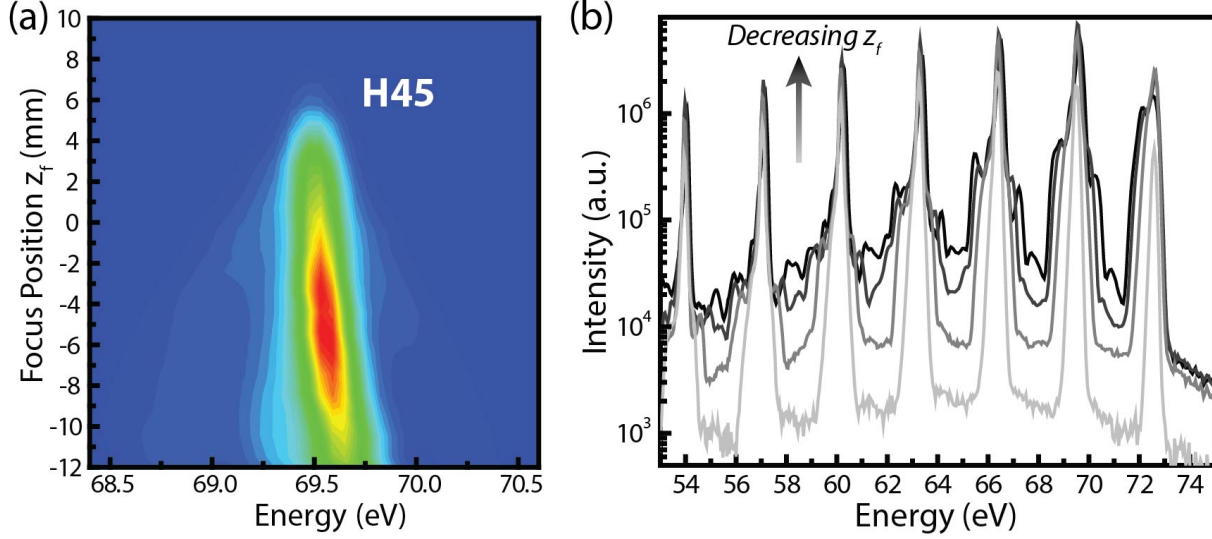 (a)
H45
Focus Position z_f (mm)
10
8
6
4
2
0
-2
-4
-6
-8
-10
-12
68.5 69.0 69.5 70.0 70.5
Energy (eV)
(b)
Decreasing z_f
Intensity (a.u.)
10^6
10^5
10^4
10^3
54 56 58 60 62 64 66 68 70 72 74
Energy (eV)